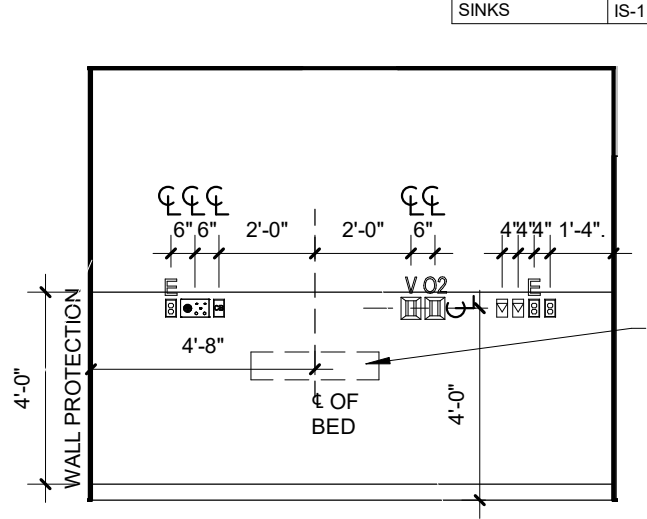 SINKS IS-1
℄ ℄ ℄ ℄ ℄
6" 6" 2'-0" 2'-0" 6" 4" 4" 4" 1'-4".
E V O2 E
℄
4'-8"
WALL PROTECTION
4'-0"
4'-0"
℄ OF
BED